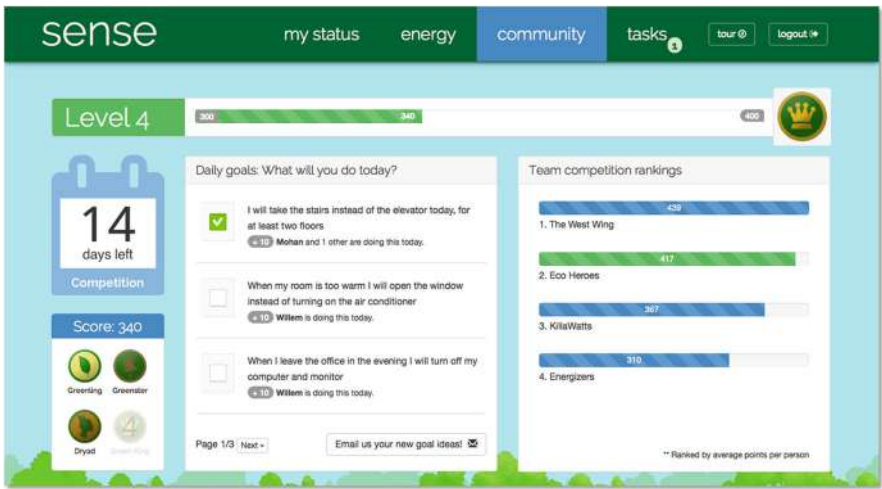 sense
my status
energy
community
tasks
1
tour
logout
Level 4
300
340
400
14
days left
Competition
Score: 340
Greenling
Greenster
Dryad
4
Daily goals: What will you do today?
I will take the stairs instead of the elevator today, for
at least two floors
+ 10 Mohan and 1 other are doing this today.
When my room is too warm I will open the window
instead of turning on the air conditioner
+ 10 Willem is doing this today.
When I leave the office in the evening I will turn off my
computer and monitor
+ 10 Willem is doing this today.
Page 1/3 Next »
Email us your new goal ideas!
Team competition rankings
439
1. The West Wing
417
2. Eco Heroes
367
3. KillaWatts
310
4. Energizers
** Ranked by average points per person